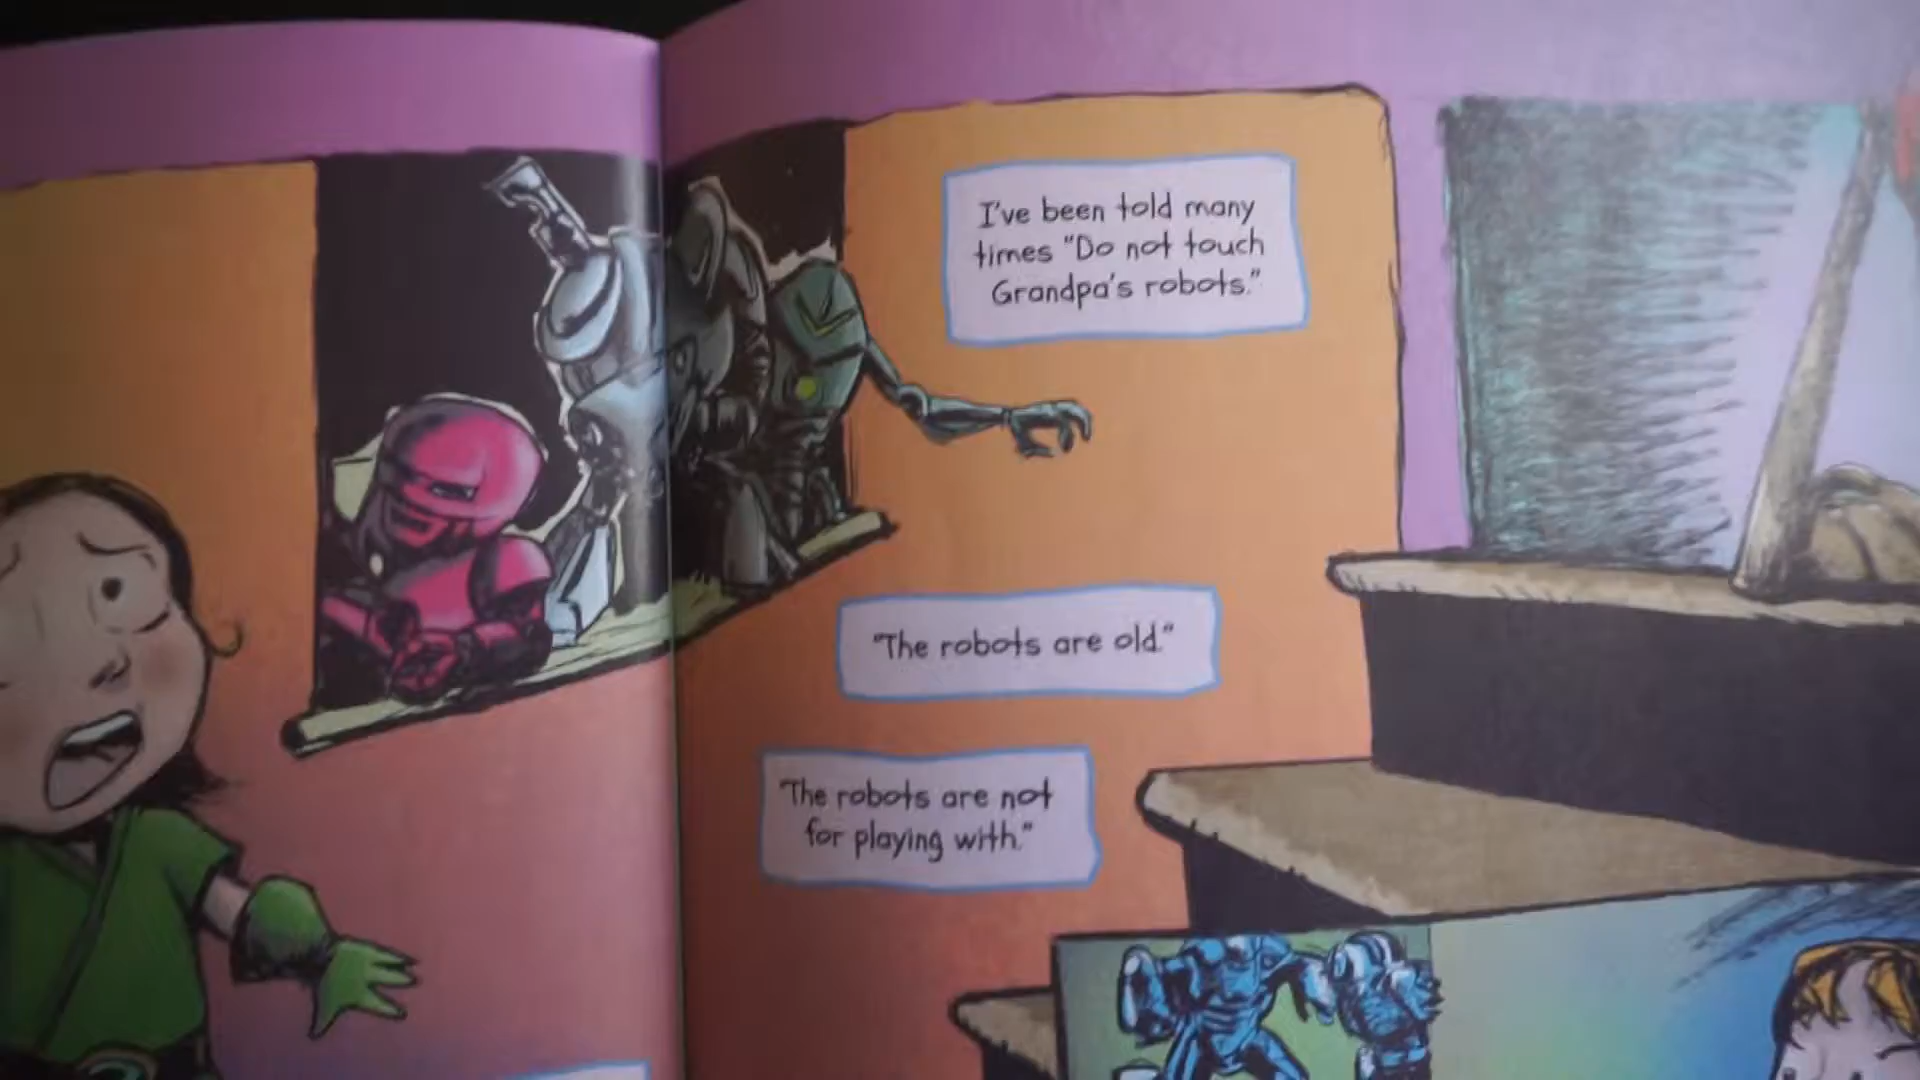 I've been told many
times "Do not touch
Grandpa's robots."
"The robots are old."
"The robots are not
for playing with."